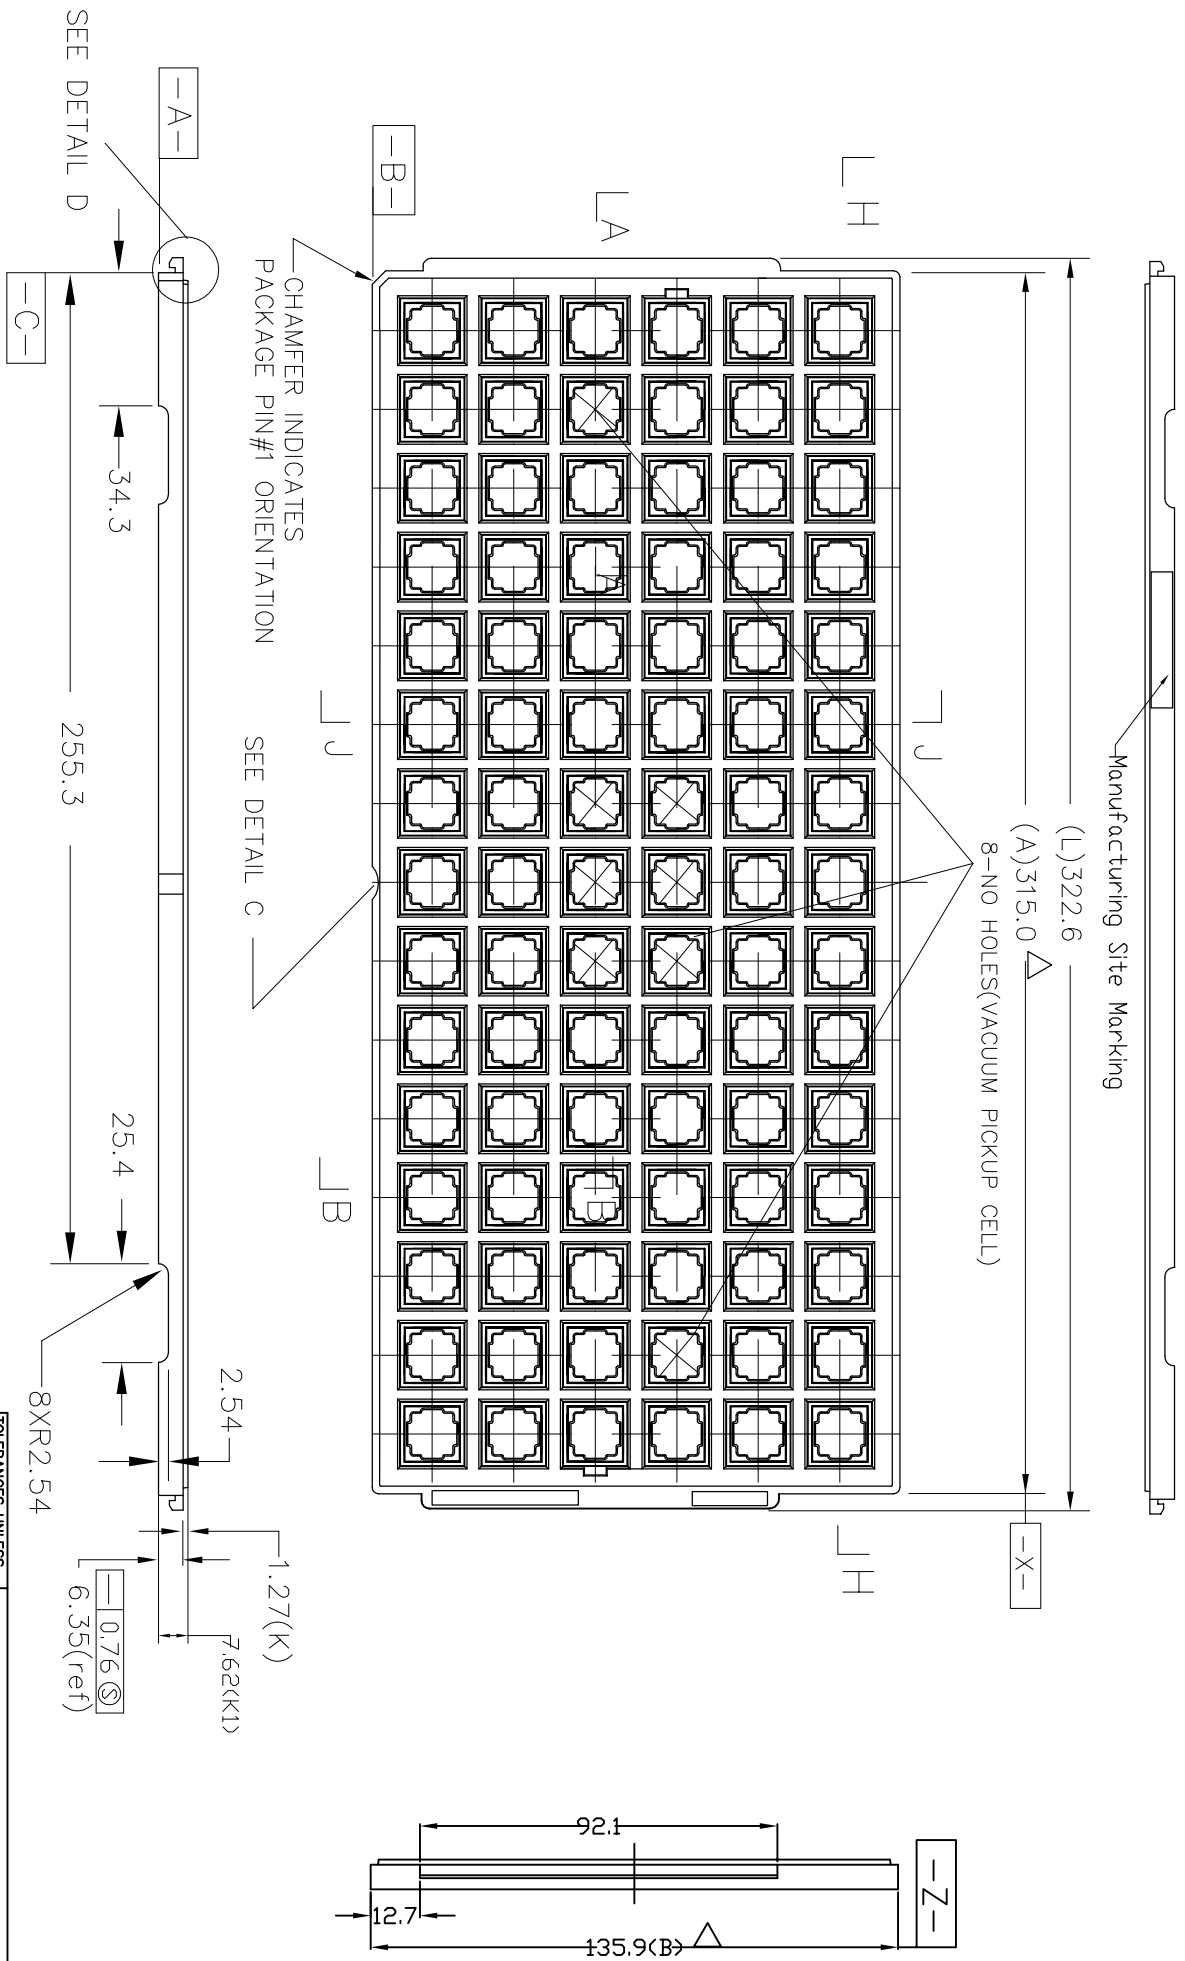 Manufacturing Site Marking
(L)322.6
(A)315.0
8-NO HOLES(VACUUM PICKUP CELL)
-X-
H
H
A
A
J
J
B
B
-B-
CHAMFER INDICATES
PACKAGE PIN#1 ORIENTATION
SEE DETAIL C
-A-
SEE DETAIL D
-C-
34.3
255.3
25.4
8XR2.54
2.54
1.27(K)
7.62(K1)
— 0.76 Ⓢ
6.35(ref)
-Z-
92.1
12.7
135.9(B)